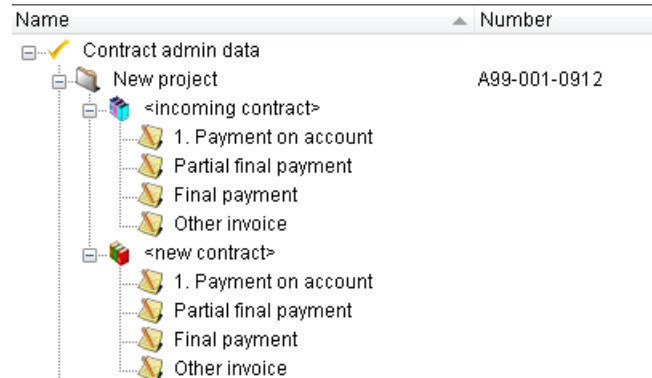 Name Number
Contract admin data
New project A99-001-0912
<incoming contract>
1. Payment on account
Partial final payment
Final payment
Other invoice
<new contract>
1. Payment on account
Partial final payment
Final payment
Other invoice